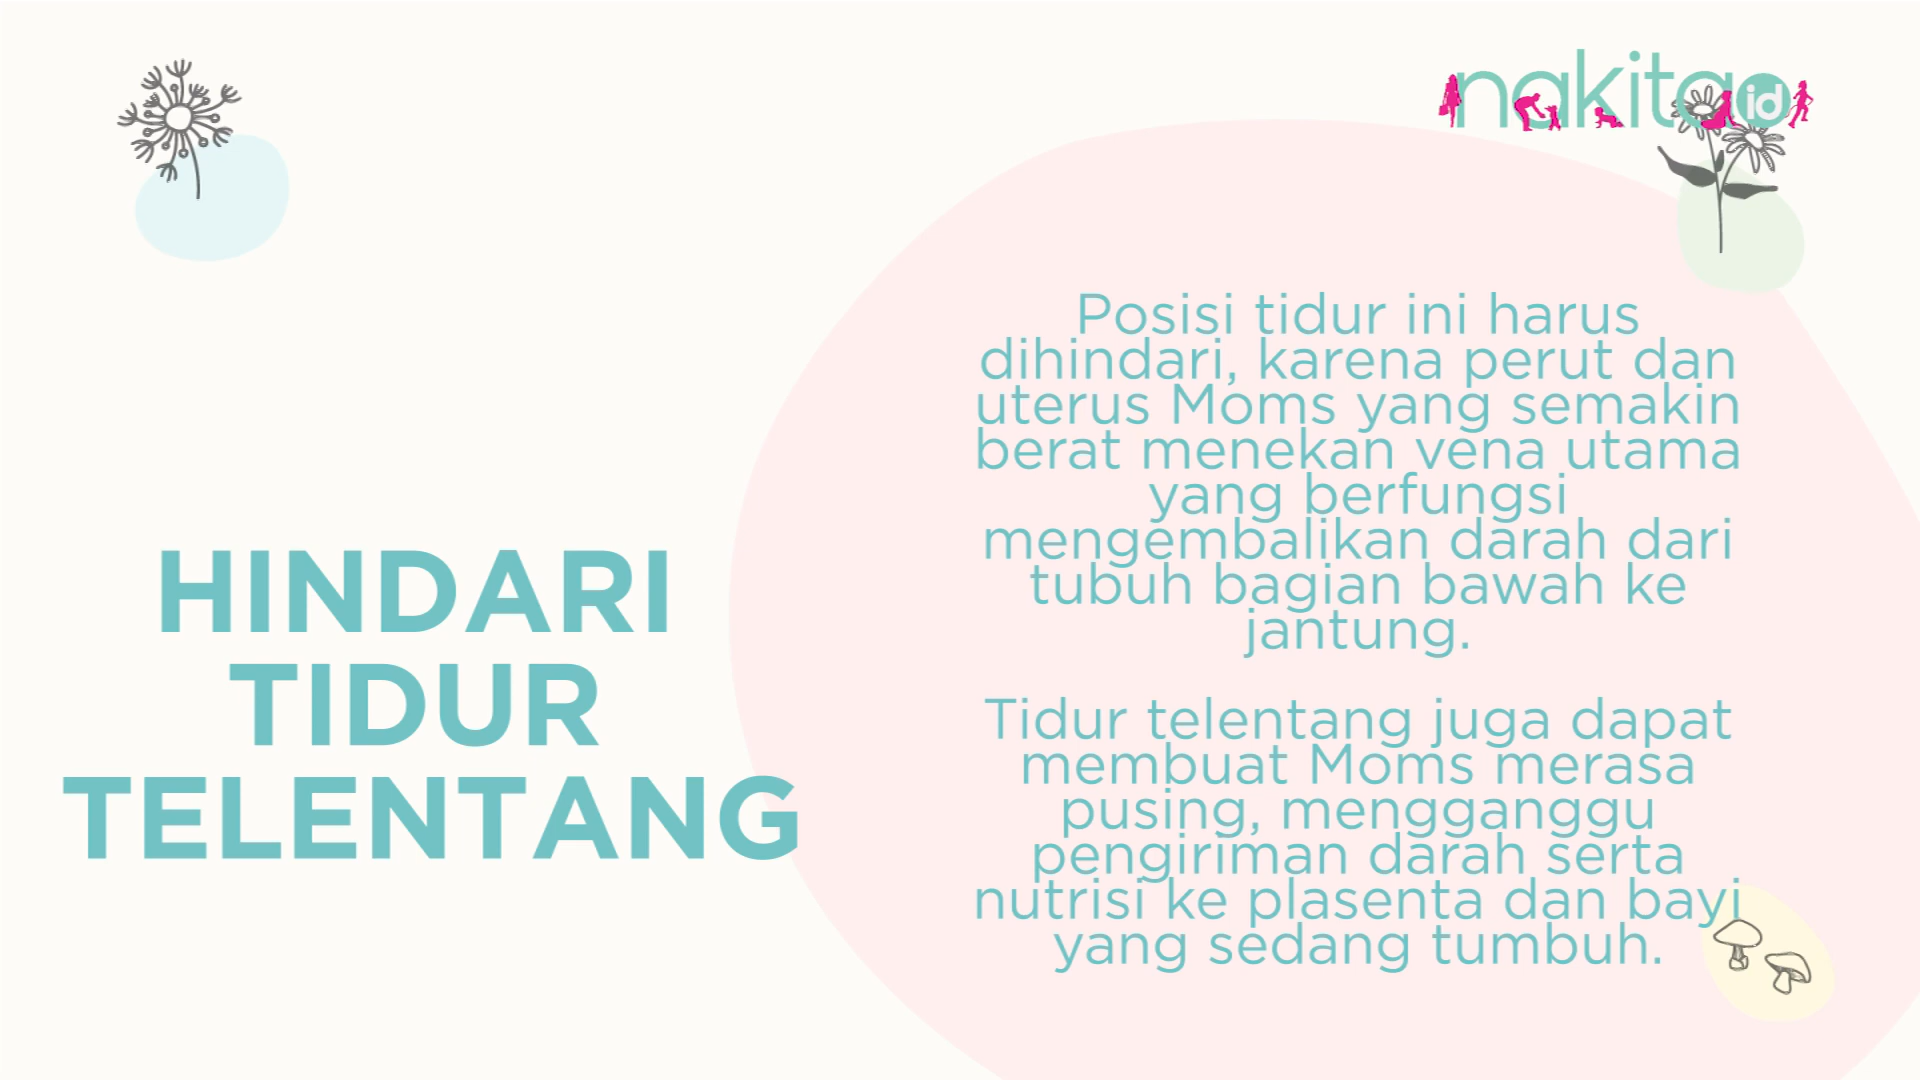 nakita.id
HINDARI
TIDUR
TELENTANG
Posisi tidur ini harus
dihindari, karena perut dan
uterus Moms yang semakin
berat menekan vena utama
yang berfungsi
mengembalikan darah dari
tubuh bagian bawah ke
jantung.
Tidur telentang juga dapat
membuat Moms merasa
pusing, mengganggu
pengiriman darah serta
nutrisi ke plasenta dan bayi
yang sedang tumbuh.